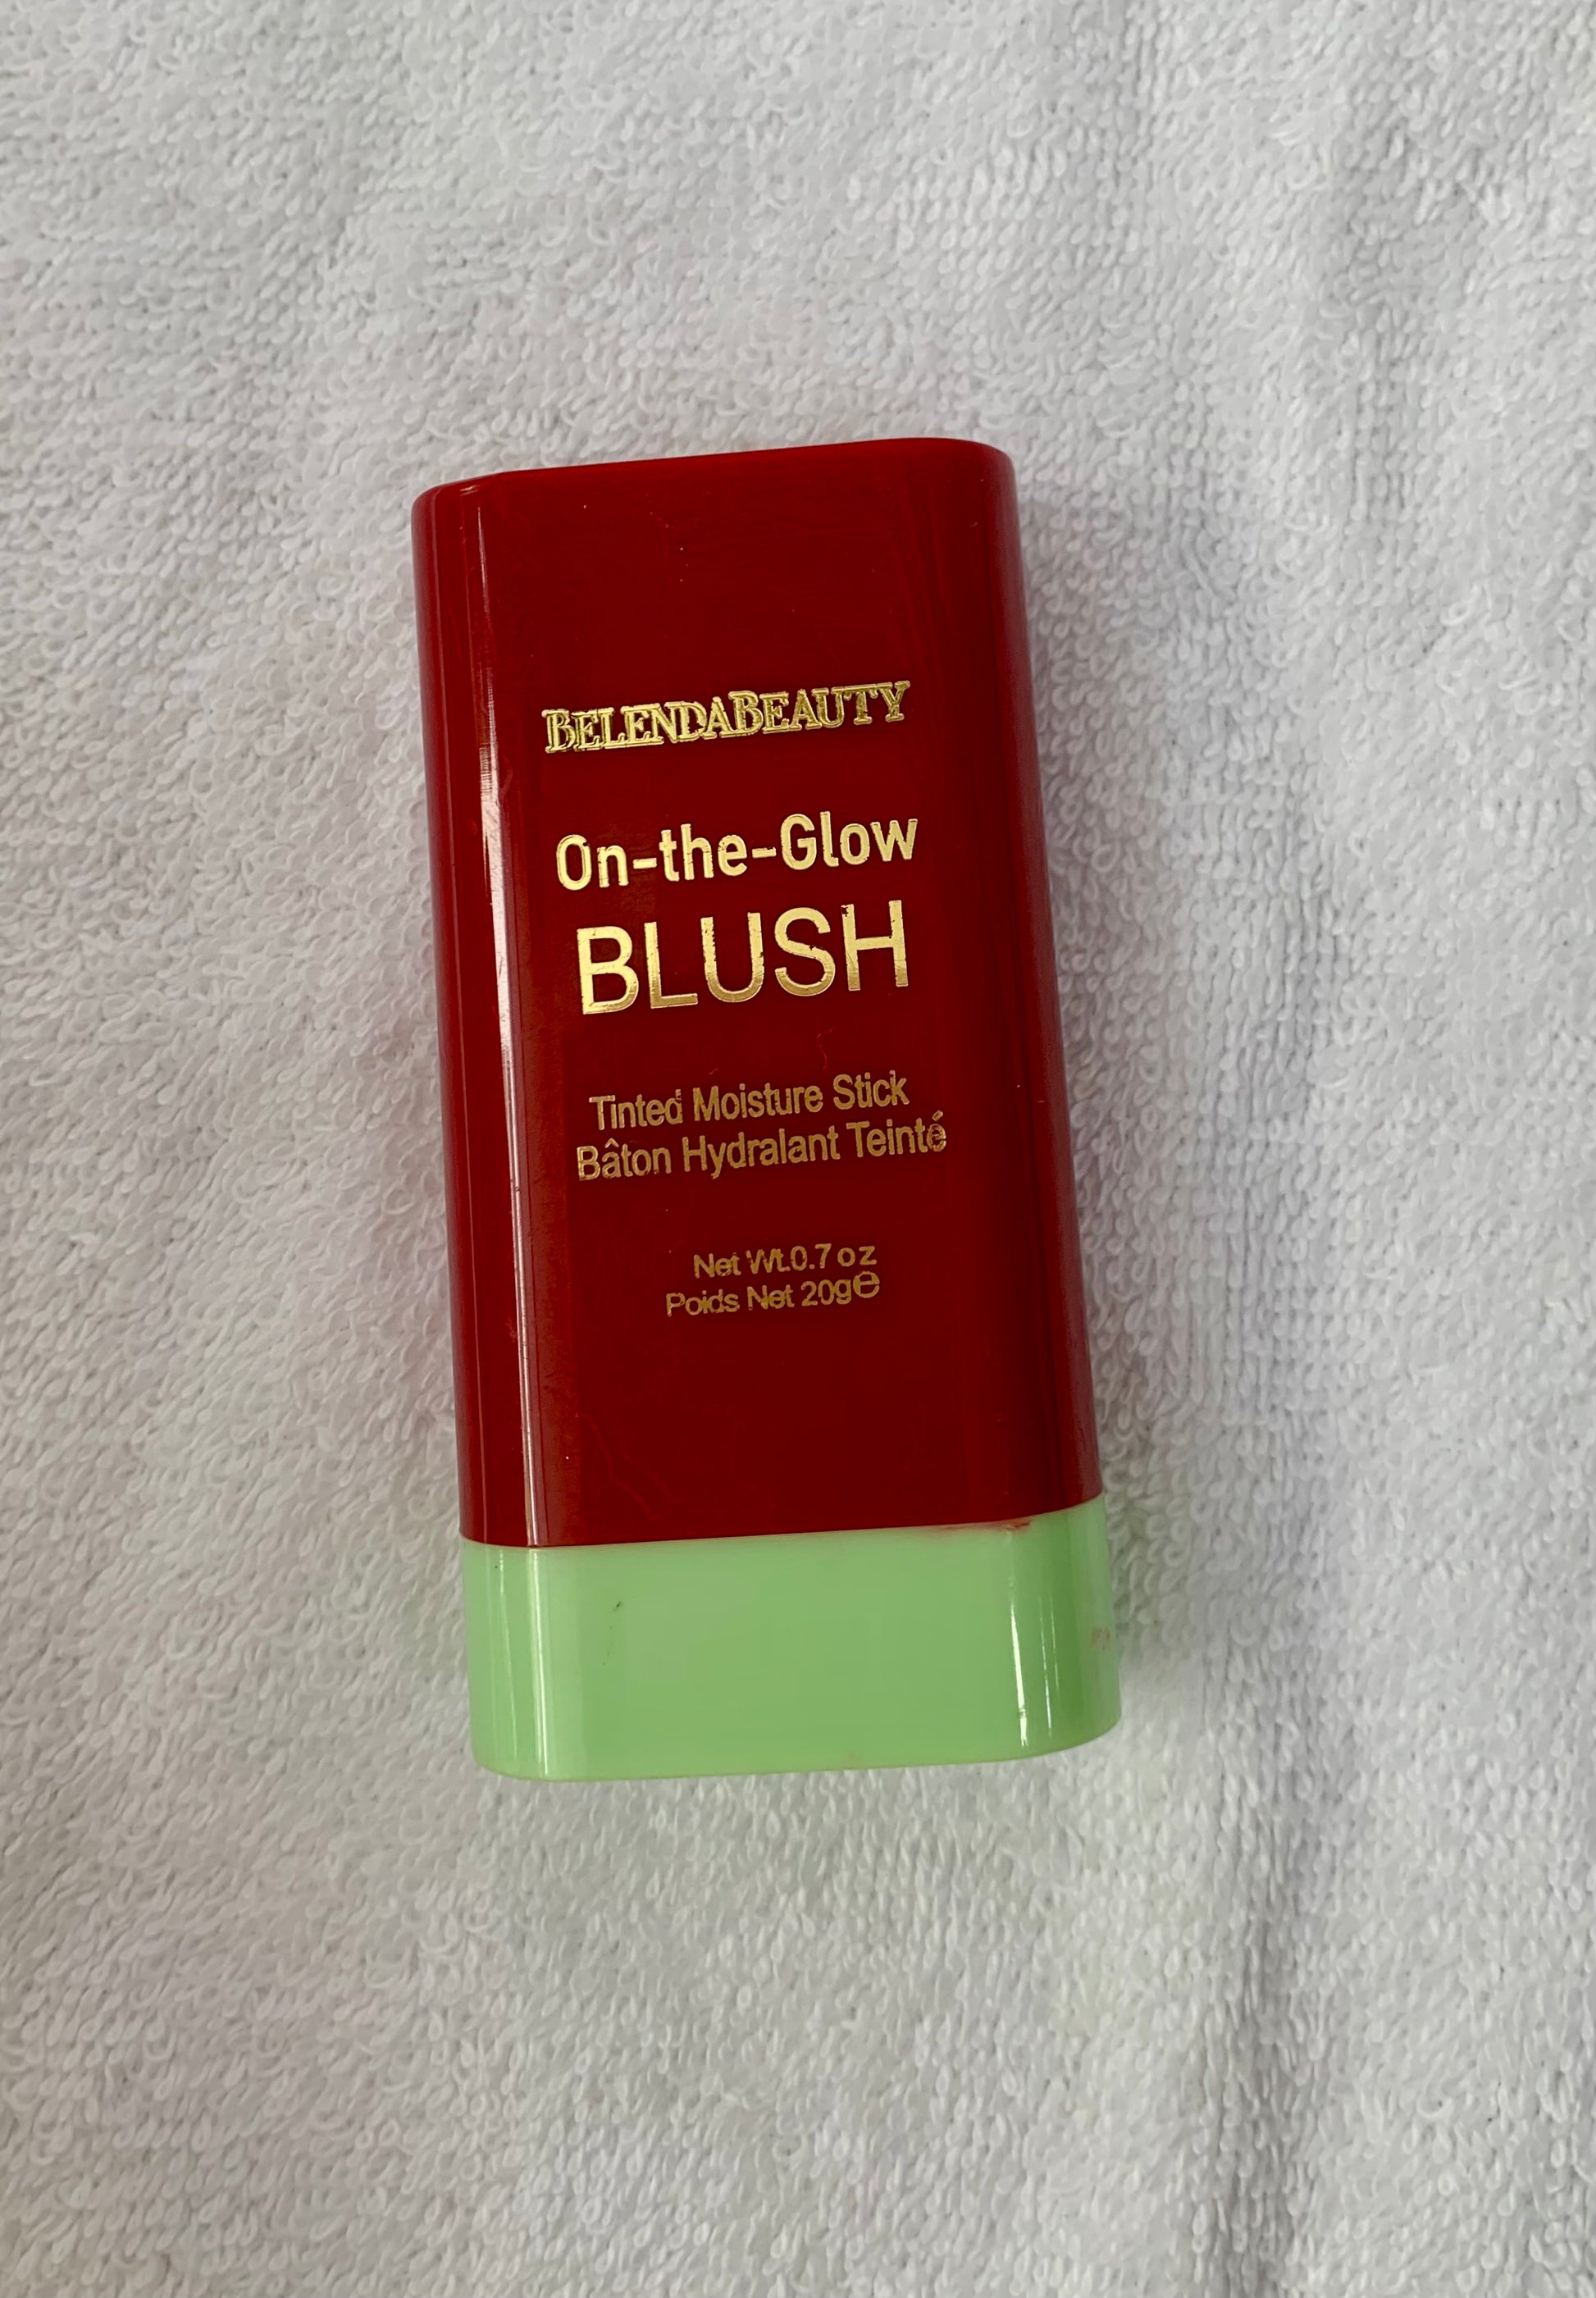 BELENDABEAUTY
On-the-Glow
BLUSH
Tinted Moisture Stick
Bâton Hydralant Teinté
Net Wt.0.7 oz
Poids Net 20g℮